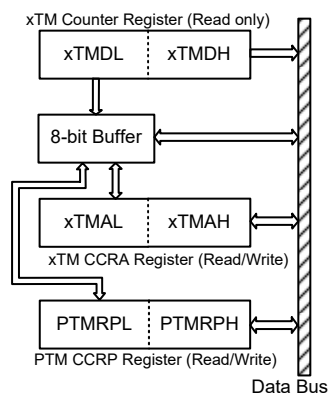 xTM Counter Register (Read only)
xTMDL xTMDH
8-bit Buffer
xTMAL xTMAH
xTM CCRA Register (Read/Write)
PTMRPL PTMRPH
PTM CCRP Register (Read/Write)
Data Bus